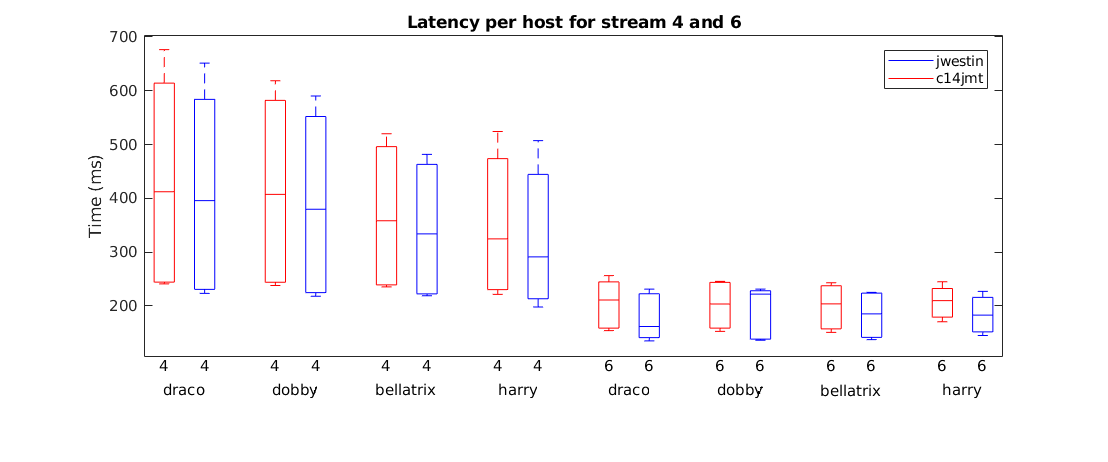 Latency per host for stream 4 and 6
jwestin
c14jmt
Time (ms)
700
600
500
400
300
200
4 4 4 4 4 4 4 4 6 6 6 6 6 6 6 6
draco dobby bellatrix harry draco dobby bellatrix harry